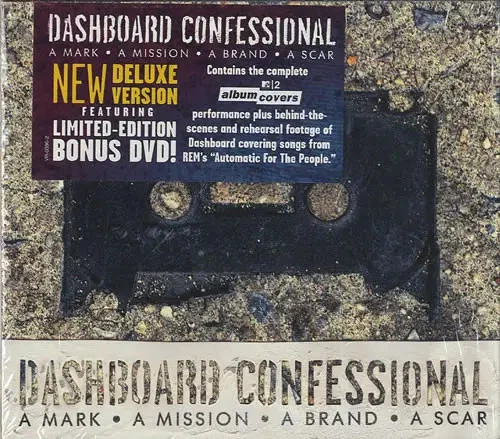 DASHBOARD CONFESSIONAL
A MARK • A MISSION • A BRAND • A SCAR
NEW DELUXE VERSION
FEATURING
LIMITED-EDITION
BONUS DVD!
Contains the complete
MTV 2
album covers
performance plus behind-the-
scenes and rehearsal footage of
Dashboard covering songs from
REM's "Automatic For The People."
DASHBOARD CONFESSIONAL
A MARK • A MISSION • A BRAND • A SCAR